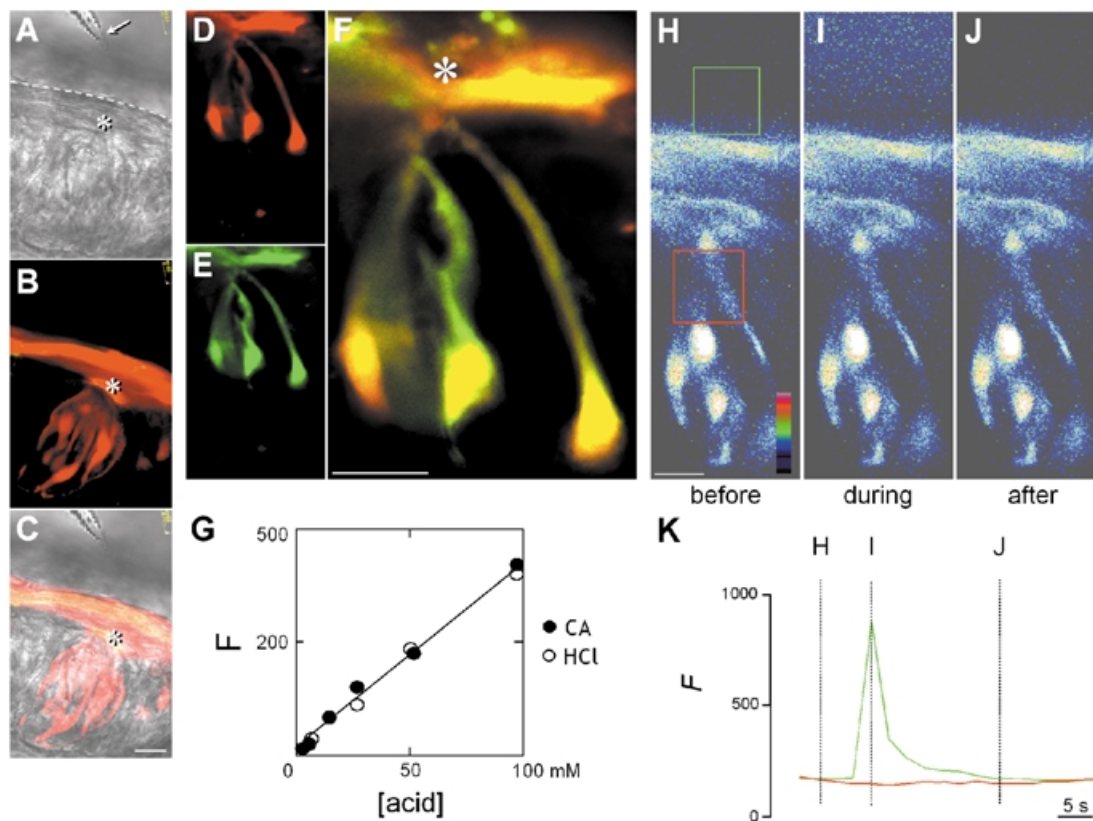 A
B
C
D
E
F
*
H
I
J
before
during
after
G
500
200
F
0
50
100 mM
[acid]
● CA
○ HCl
K
H
I
J
1000
500
0
F
5 s